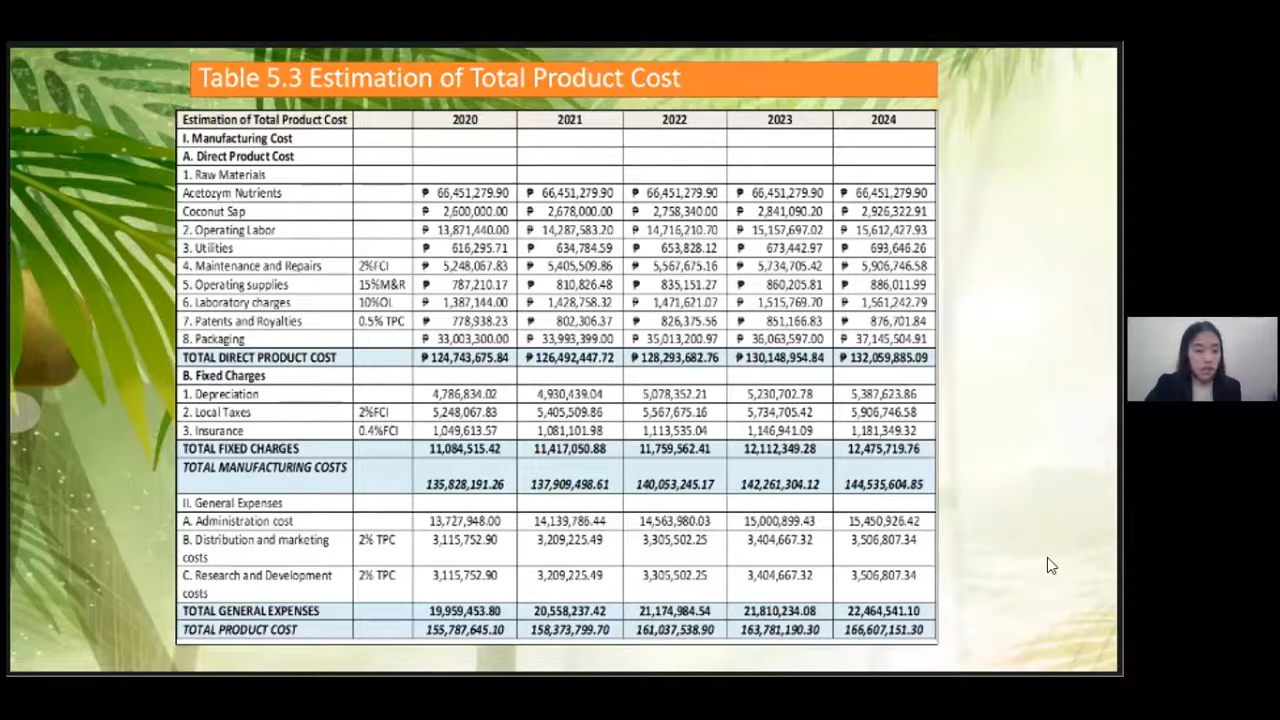 Table 5.3 Estimation of Total Product Cost
Estimation of Total Product Cost 2020 2021 2022 2023 2024
I. Manufacturing Cost
A. Direct Product Cost
1. Raw Materials
Acetozym Nutrients ₱ 66,451,279.90 ₱ 66,451,279.90 ₱ 66,451,279.90 ₱ 66,451,279.90 ₱ 66,451,279.90
Coconut Sap ₱ 2,600,000.00 ₱ 2,678,000.00 ₱ 2,758,340.00 ₱ 2,841,090.20 ₱ 2,926,322.91
2. Operating Labor ₱ 13,871,440.00 ₱ 14,287,583.20 ₱ 14,716,210.70 ₱ 15,157,697.02 ₱ 15,612,427.93
3. Utilities ₱ 616,295.71 ₱ 634,784.59 ₱ 653,828.12 ₱ 673,442.97 ₱ 693,646.26
4. Maintenance and Repairs 2%FCI ₱ 5,248,067.83 ₱ 5,405,509.86 ₱ 5,567,675.16 ₱ 5,734,705.42 ₱ 5,906,746.58
5. Operating supplies 15%M&R ₱ 787,210.17 ₱ 810,826.48 ₱ 835,151.27 ₱ 860,205.81 ₱ 886,011.99
6. Laboratory charges 10%OL ₱ 1,387,144.00 ₱ 1,428,758.32 ₱ 1,471,621.07 ₱ 1,515,769.70 ₱ 1,561,242.79
7. Patents and Royalties 0.5% TPC ₱ 778,938.23 ₱ 802,306.37 ₱ 826,375.56 ₱ 851,166.83 ₱ 876,701.84
8. Packaging ₱ 33,003,300.00 ₱ 33,993,399.00 ₱ 35,013,200.97 ₱ 36,063,597.00 ₱ 37,145,504.91
TOTAL DIRECT PRODUCT COST ₱ 124,743,675.84 ₱ 126,492,447.72 ₱ 128,293,682.76 ₱ 130,148,954.84 ₱ 132,059,885.09
B. Fixed Charges
1. Depreciation 4,786,834.02 4,930,439.04 5,078,352.21 5,230,702.78 5,387,623.86
2. Local Taxes 2%FCI 5,248,067.83 5,405,509.86 5,567,675.16 5,734,705.42 5,906,746.58
3. Insurance 0.4%FCI 1,049,613.57 1,081,101.98 1,113,535.04 1,146,941.09 1,181,349.32
TOTAL FIXED CHARGES 11,084,515.42 11,417,050.88 11,759,562.41 12,112,349.28 12,475,719.76
TOTAL MANUFACTURING COSTS
135,828,191.26 137,909,498.61 140,053,245.17 142,261,304.12 144,535,604.85
II. General Expenses
A. Administration cost 13,727,948.00 14,139,786.44 14,563,980.03 15,000,899.43 15,450,926.42
B. Distribution and marketing 2% TPC 3,115,752.90 3,209,225.49 3,305,502.25 3,404,667.32 3,506,807.34
costs
C. Research and Development 2% TPC 3,115,752.90 3,209,225.49 3,305,502.25 3,404,667.32 3,506,807.34
costs
TOTAL GENERAL EXPENSES 19,959,453.80 20,558,237.42 21,174,984.54 21,810,234.08 22,464,541.10
TOTAL PRODUCT COST 155,787,645.10 158,373,799.70 161,037,538.90 163,781,190.30 166,607,151.30